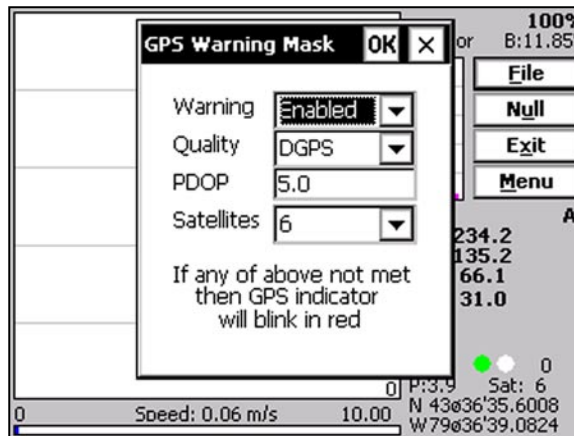 100%
or B:11.85
GPS Warning Mask OK ×
File
Null
Exit
Menu
Warning Enabled
Quality DGPS
PDOP 5.0
Satellites 6
If any of above not met
then GPS indicator
will blink in red
A
234.2
135.2
66.1
31.0
0
0
P:3.9 Sat: 6
N 43ø36'35.6008
W79ø36'39.0824
0 Speed: 0.06 m/s 10.00